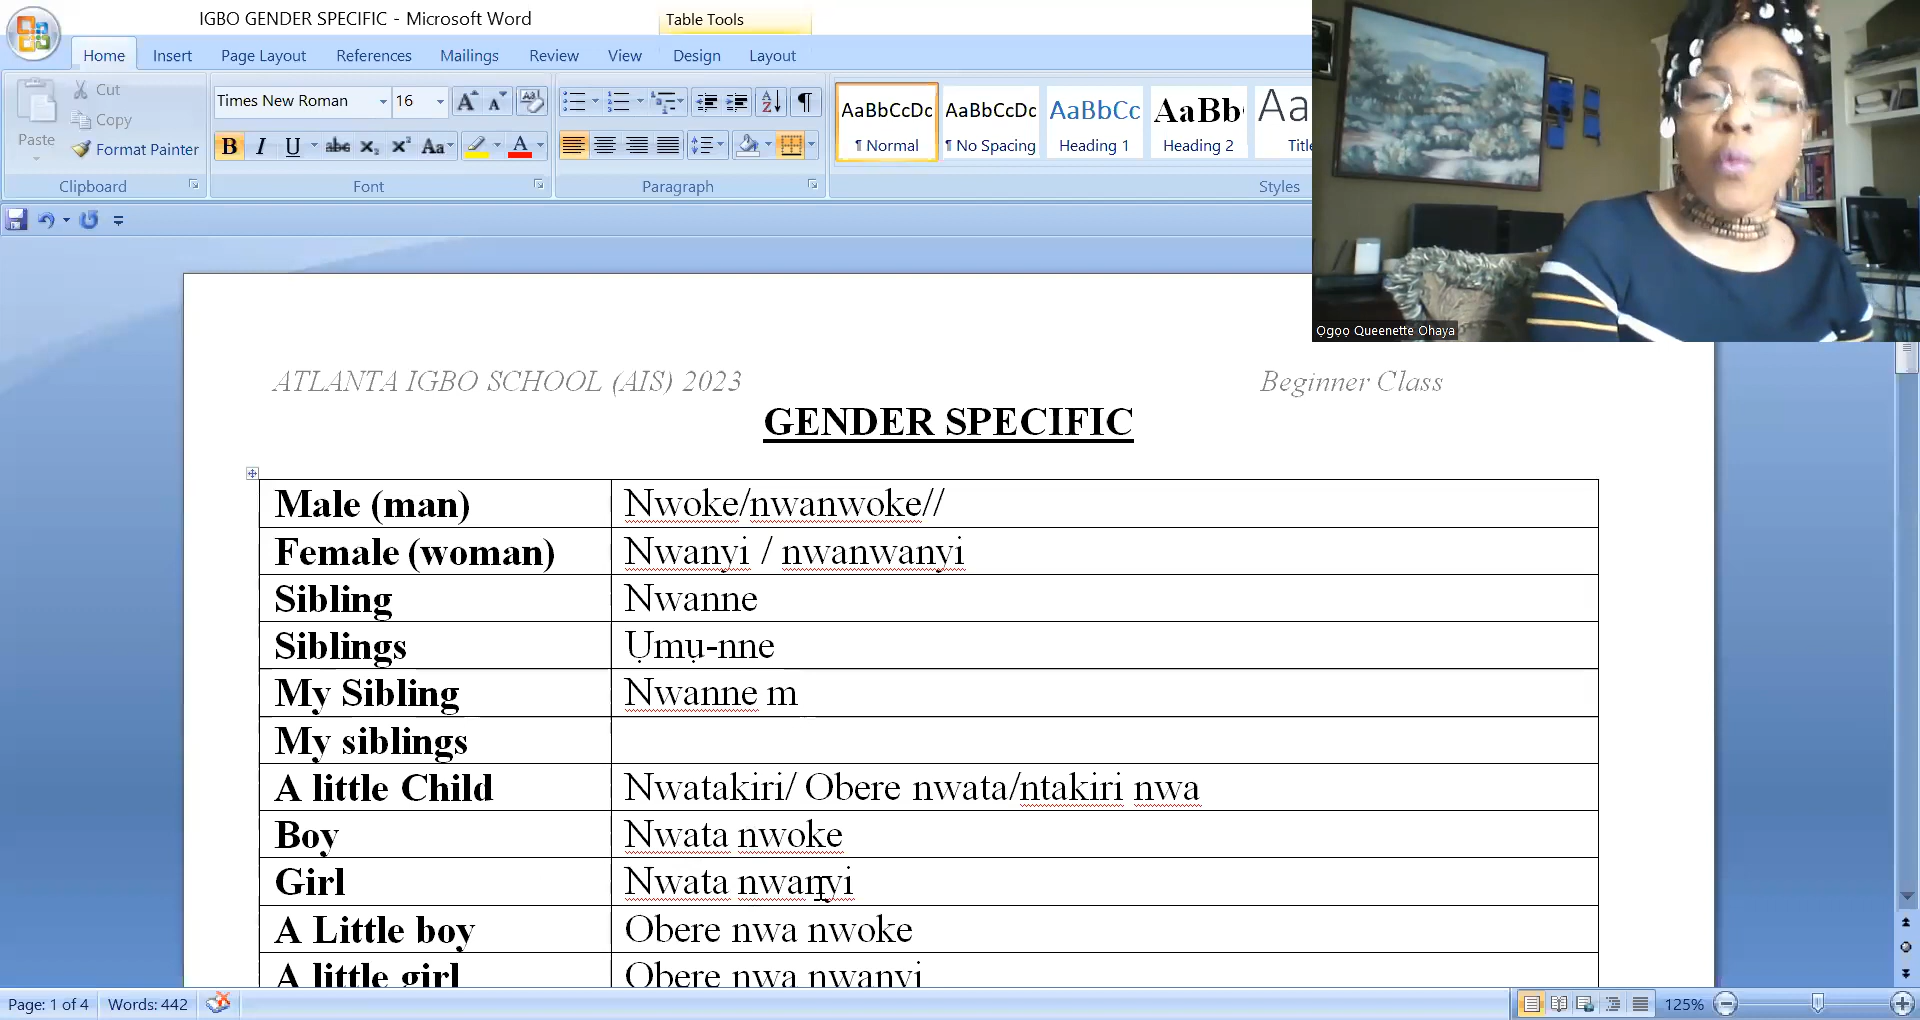 IGBO GENDER SPECIFIC - Microsoft Word
Table Tools
Home Insert Page Layout References Mailings Review View Design Layout
Paste
Cut
Copy
Format Painter
Clipboard
Times New Roman 16
Font
Paragraph
AaBbCcDc AaBbCcDc AaBbCc AaBb AaB
¶ Normal ¶ No Spacing Heading 1 Heading 2 Title
Styles
Ọgọọ Queenette Ohaya
ATLANTA IGBO SCHOOL (AIS) 2023 Beginner Class
GENDER SPECIFIC
Male (man) Nwoke/nwanwoke//
Female (woman) Nwanyi / nwanwanyi
Sibling Nwanne
Siblings Ụmụ-nne
My Sibling Nwanne m
My siblings
A little Child Nwatakiri/ Obere nwata/ntakiri nwa
Boy Nwata nwoke
Girl Nwata nwanyi
A Little boy Obere nwa nwoke
A little girl Obere nwa nwanyi
Page: 1 of 4 Words: 442 125%